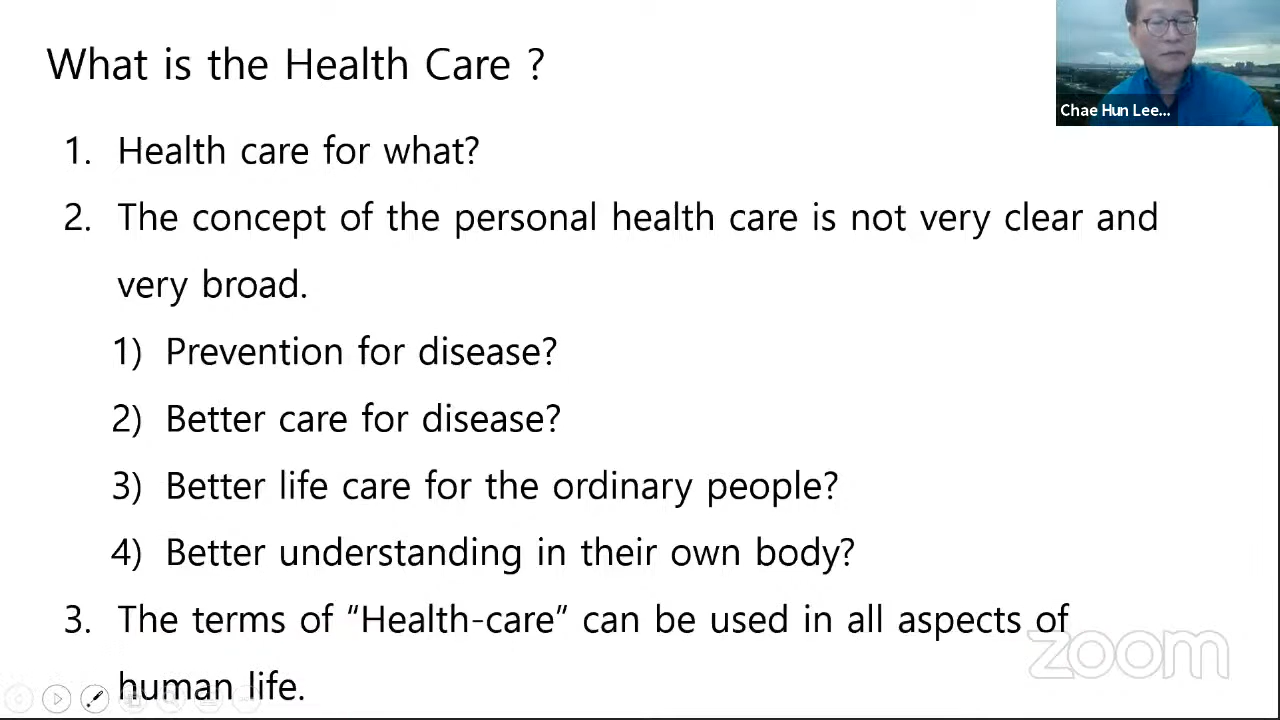 What is the Health Care ?
Chae Hun Lee...
1. Health care for what?
2. The concept of the personal health care is not very clear and
very broad.
1) Prevention for disease?
2) Better care for disease?
3) Better life care for the ordinary people?
4) Better understanding in their own body?
3. The terms of “Health-care” can be used in all aspects of
human life.
zoom